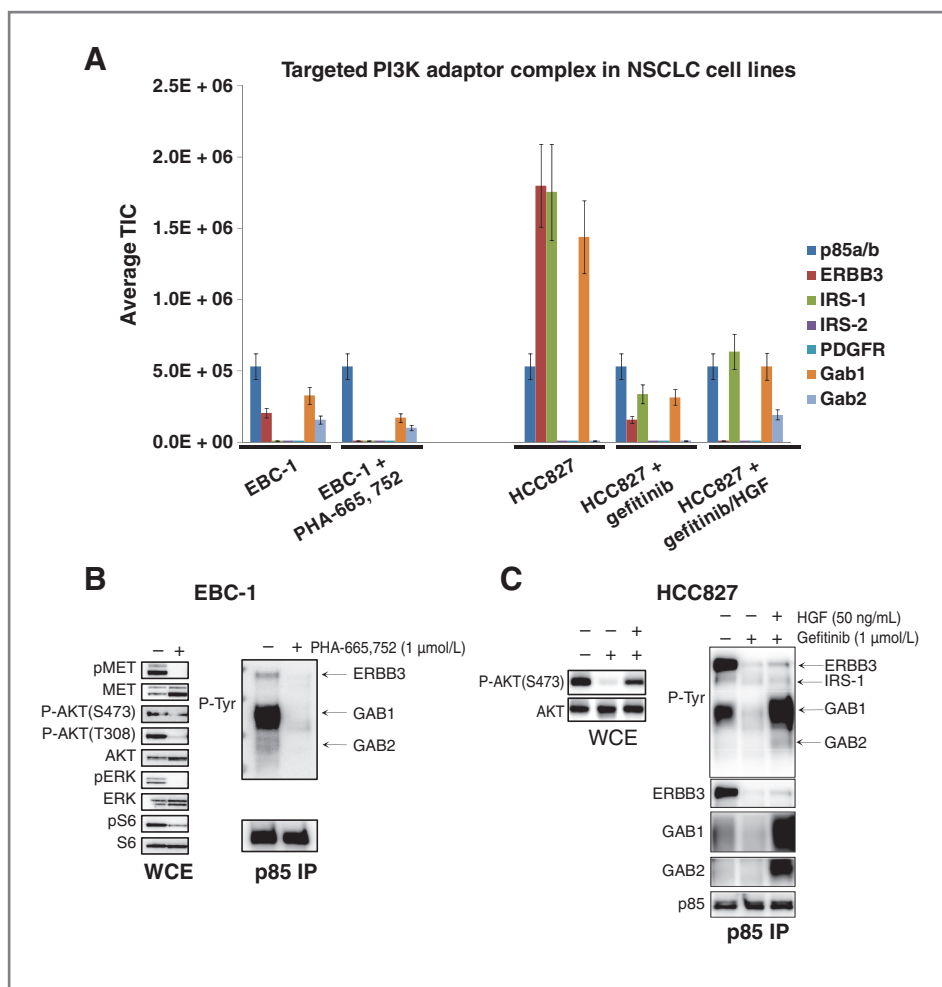 A
Targeted PI3K adaptor complex in NSCLC cell lines
2.5E + 06
2.0E + 06
1.5E + 06
1.0E + 06
5.0E + 05
0.0E + 00
Average TIC
p85a/b
ERBB3
IRS-1
IRS-2
PDGFR
Gab1
Gab2
EBC-1
EBC-1 +
PHA-665, 752
HCC827
HCC827 +
gefitinib
HCC827 +
gefitinib/HGF
B
EBC-1
– +
pMET
MET
P-AKT(S473)
P-AKT(T308)
AKT
pERK
ERK
pS6
S6
WCE
– + PHA-665,752 (1 µmol/L)
P-Tyr
ERBB3
GAB1
GAB2
p85 IP
C
HCC827
– – +
– + +
P-AKT(S473)
AKT
WCE
– – + HGF (50 ng/mL)
– + + Gefitinib (1 µmol/L)
P-Tyr
ERBB3
IRS-1
GAB1
GAB2
ERBB3
GAB1
GAB2
p85
p85 IP